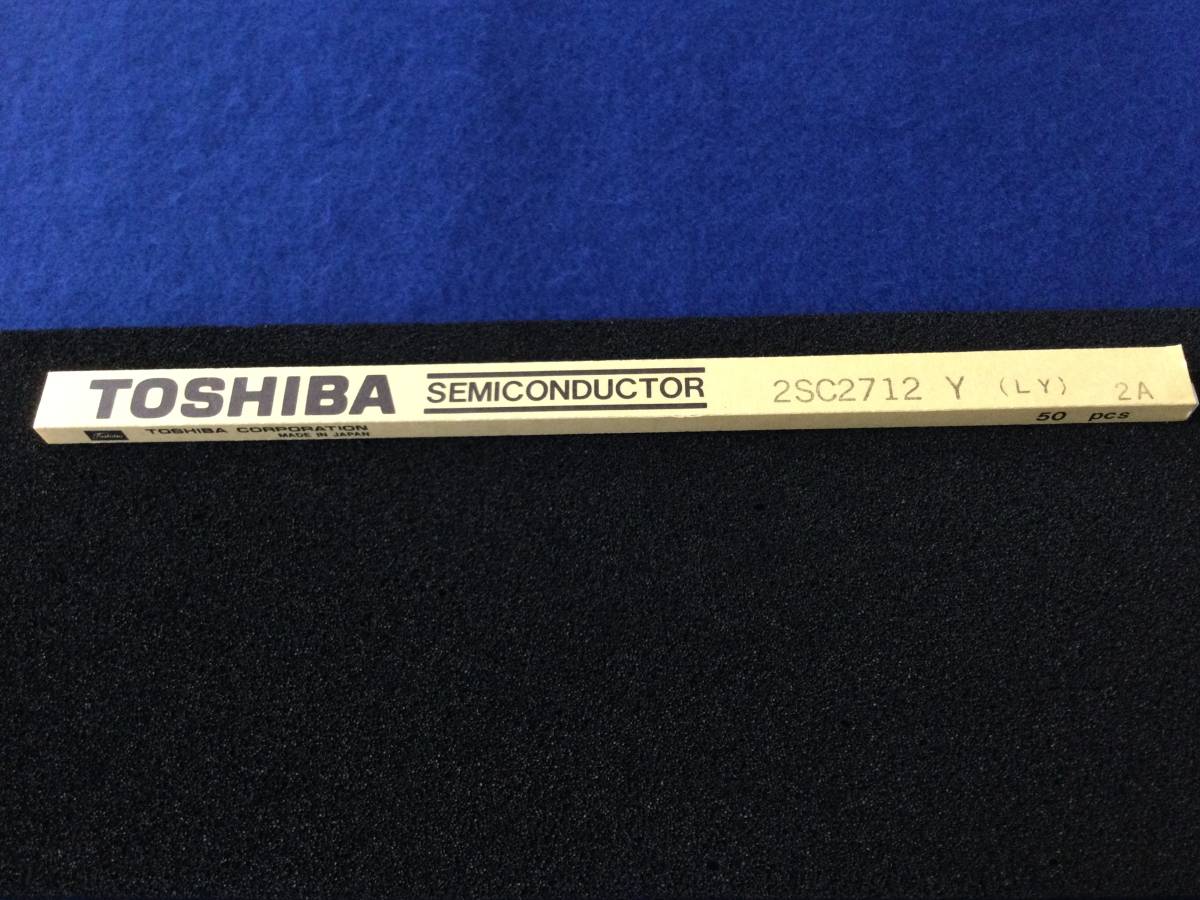 TOSHIBA SEMICONDUCTOR 2SC2712 Y (LY) 2A
TOSHIBA CORPORATION 50 pcs
MADE IN JAPAN